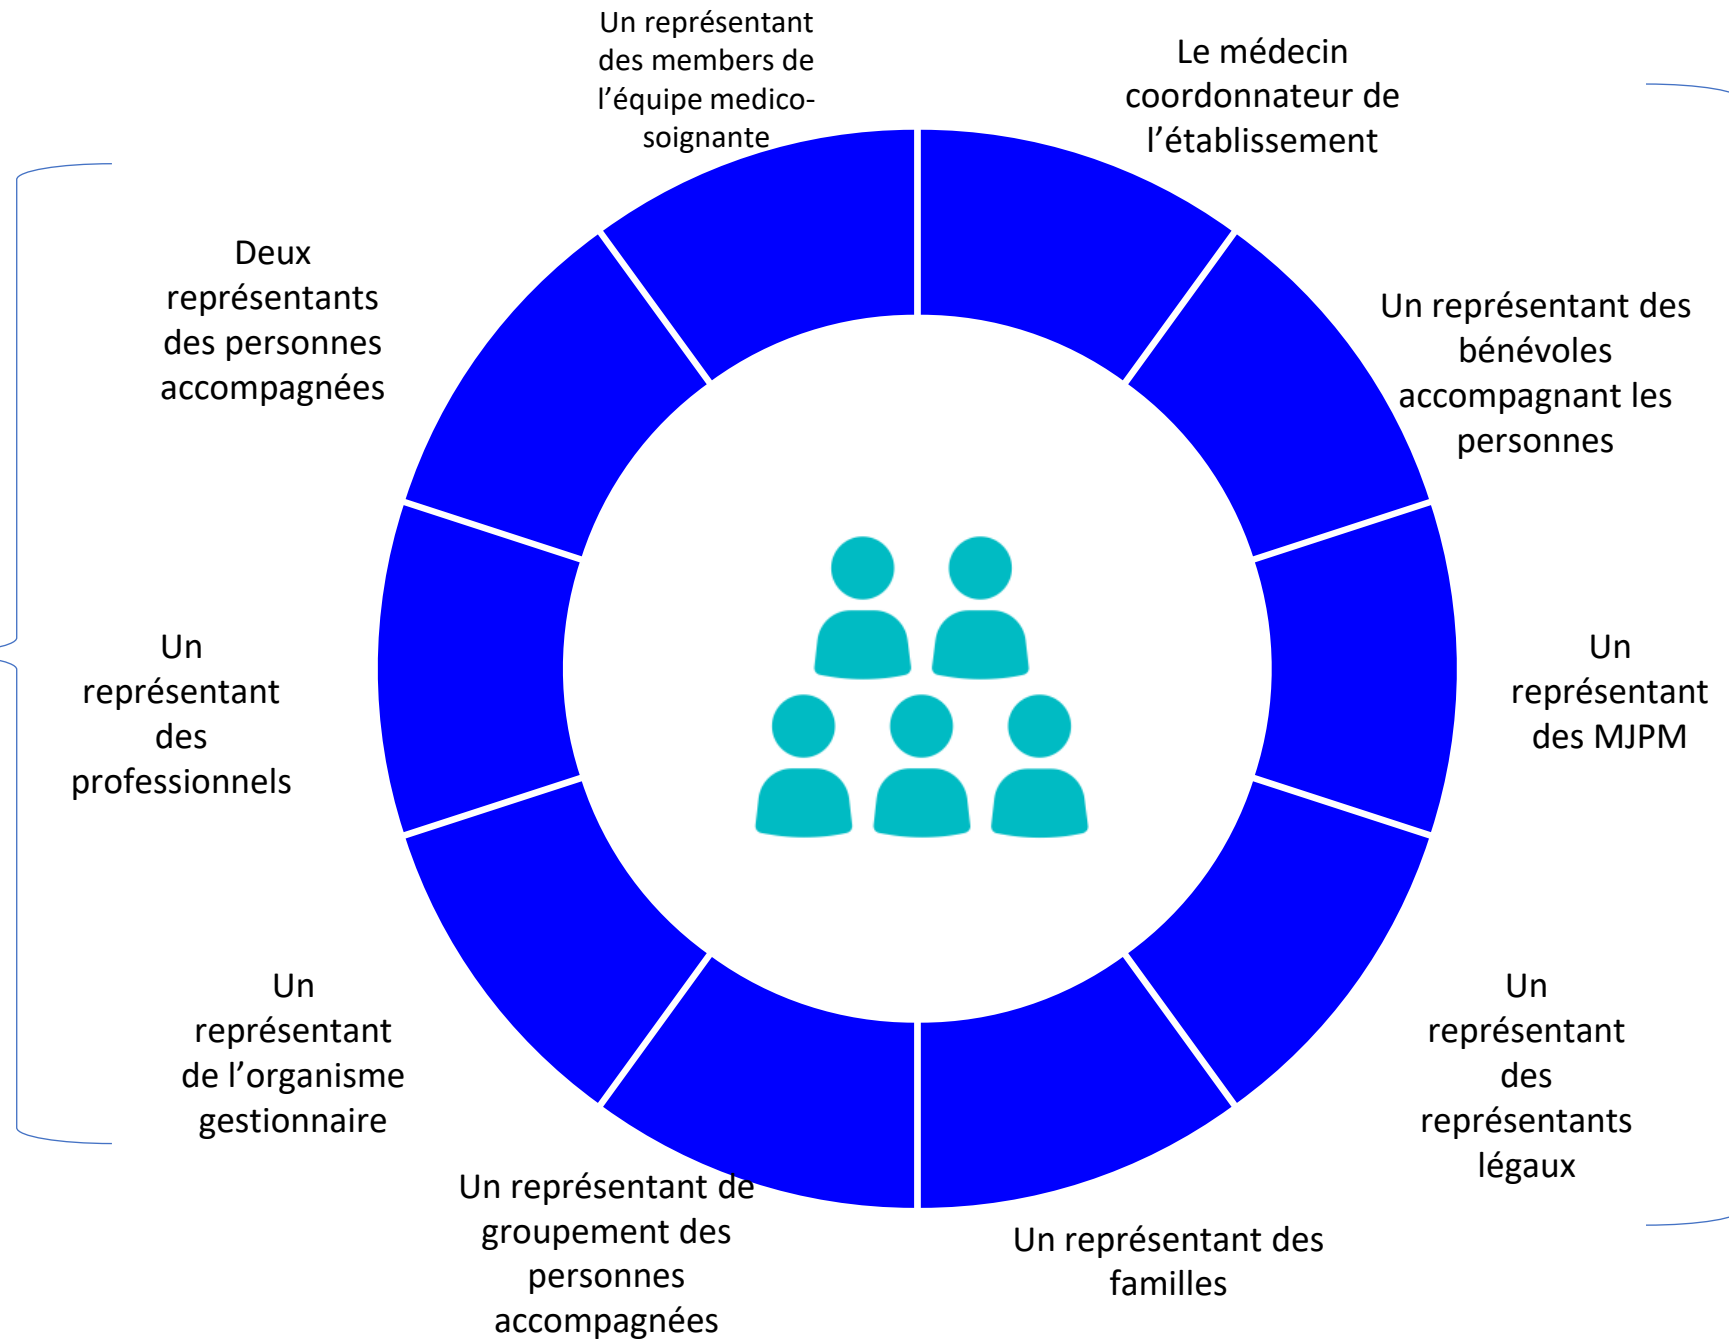 Un représentant
des members de
l’équipe medico-
soignante
Le médecin
coordonnateur de
l’établissement
Deux
représentants
des personnes
accompagnées
Un représentant des
bénévoles
accompagnant les
personnes
Un
représentant
des
professionnels
Un
représentant
des MJPM
Un
représentant
de l’organisme
gestionnaire
Un
représentant
des
représentants
légaux
Un représentant de
groupement des
personnes
accompagnées
Un représentant des
familles